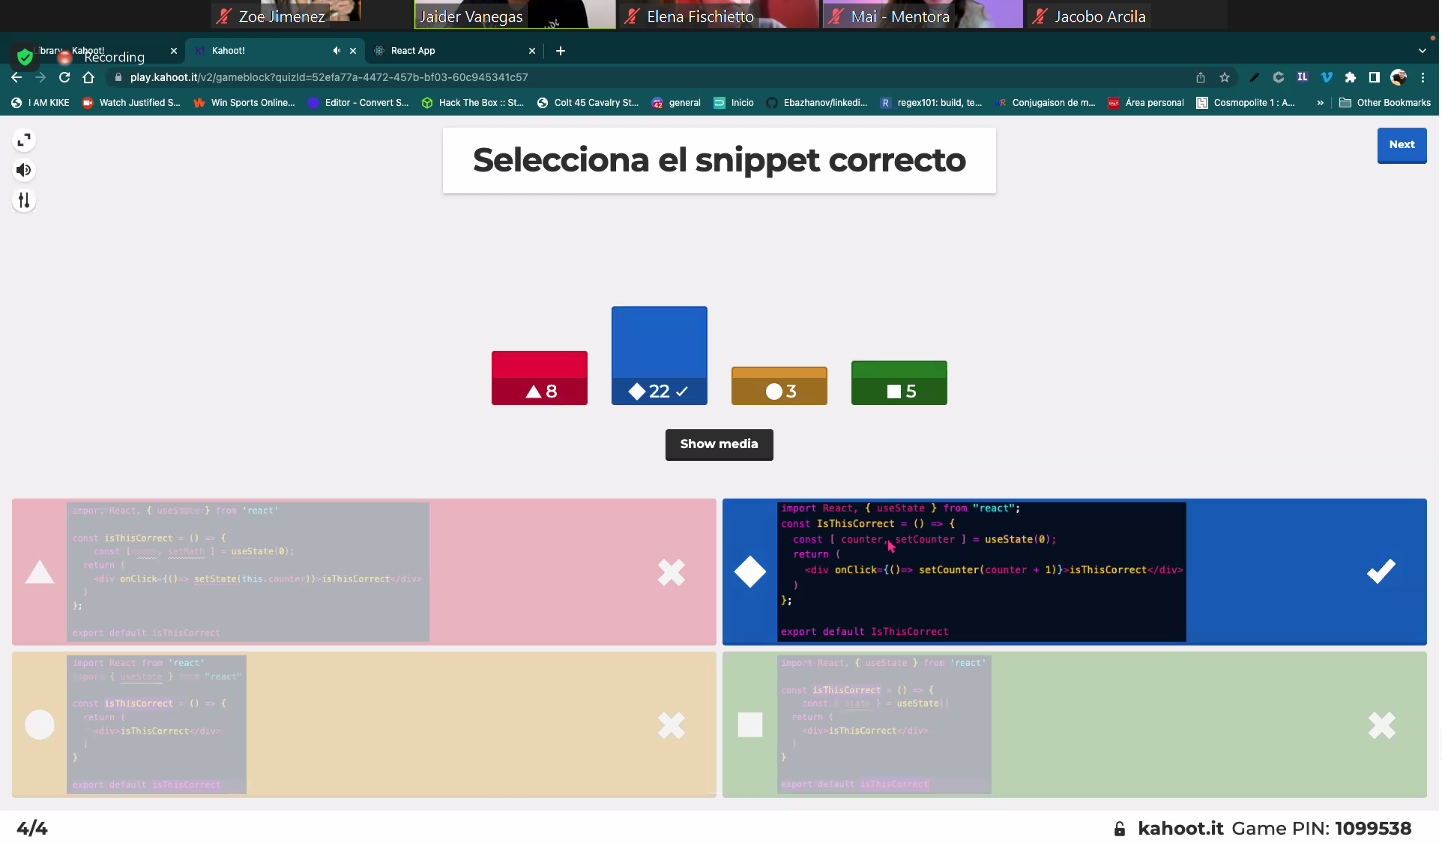 Zoe Jimenez
Jaider Vanegas
Elena Fischietto
Mai - Mentora
Jacobo Arcila
Kahoot!
Recording
Kahoot!
React App
play.kahoot.it/v2/gameblock?quizId=52efa77a-4472-457b-bf03-60c945341c57
I AM KIKE
Watch Justified S...
Win Sports Online...
Editor - Convert S...
Hack The Box :: St...
Colt 45 Cavalry St...
general
Inicio
Ebazhanov/linkedi...
regex101: build, te...
Conjugaison de m...
Área personal
Cosmopolite 1 : A...
»
Other Bookmarks
Selecciona el snippet correcto
Next
8
22
3
5
Show media
import React, { useState } from 'react'
const isThisCorrect = () => {
setMath ] = useState(0);
return (
<div onClick={()=> setState(this.counter)}>isThisCorrect</div>
)
};
export default isThisCorrect
import React, { useState } from "react";
const IsThisCorrect = () => {
const [ counter, setCounter ] = useState(0);
return (
<div onClick={()=> setCounter(counter + 1)}>isThisCorrect</div>
)
};
export default IsThisCorrect
import React from 'react'
{ useState } from "react"
const isThisCorrect = () => {
return (
<div>isThisCorrect</div>
)
}
export default isThisCorrect
import React, { useState } from 'react'
const isThisCorrect = () => {
const { state } = useState()
return (
<div>isThisCorrect</div>
)
}
export default isThisCorrect
4/4
kahoot.it Game PIN: 1099538